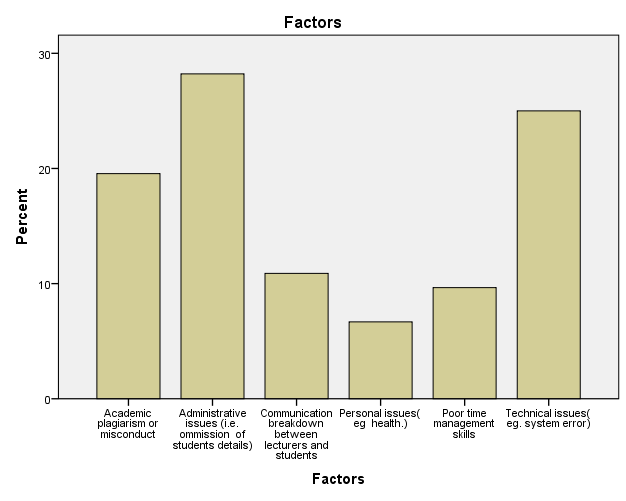 Factors
Percent
30
20
10
0
Academic
plagiarism or
misconduct
Administrative
issues (i.e.
ommission of
students details)
Communication
breakdown
between
lecturers and
students
Personal issues(
eg health.)
Poor time
management
skills
Technical issues(
eg. system error)
Factors